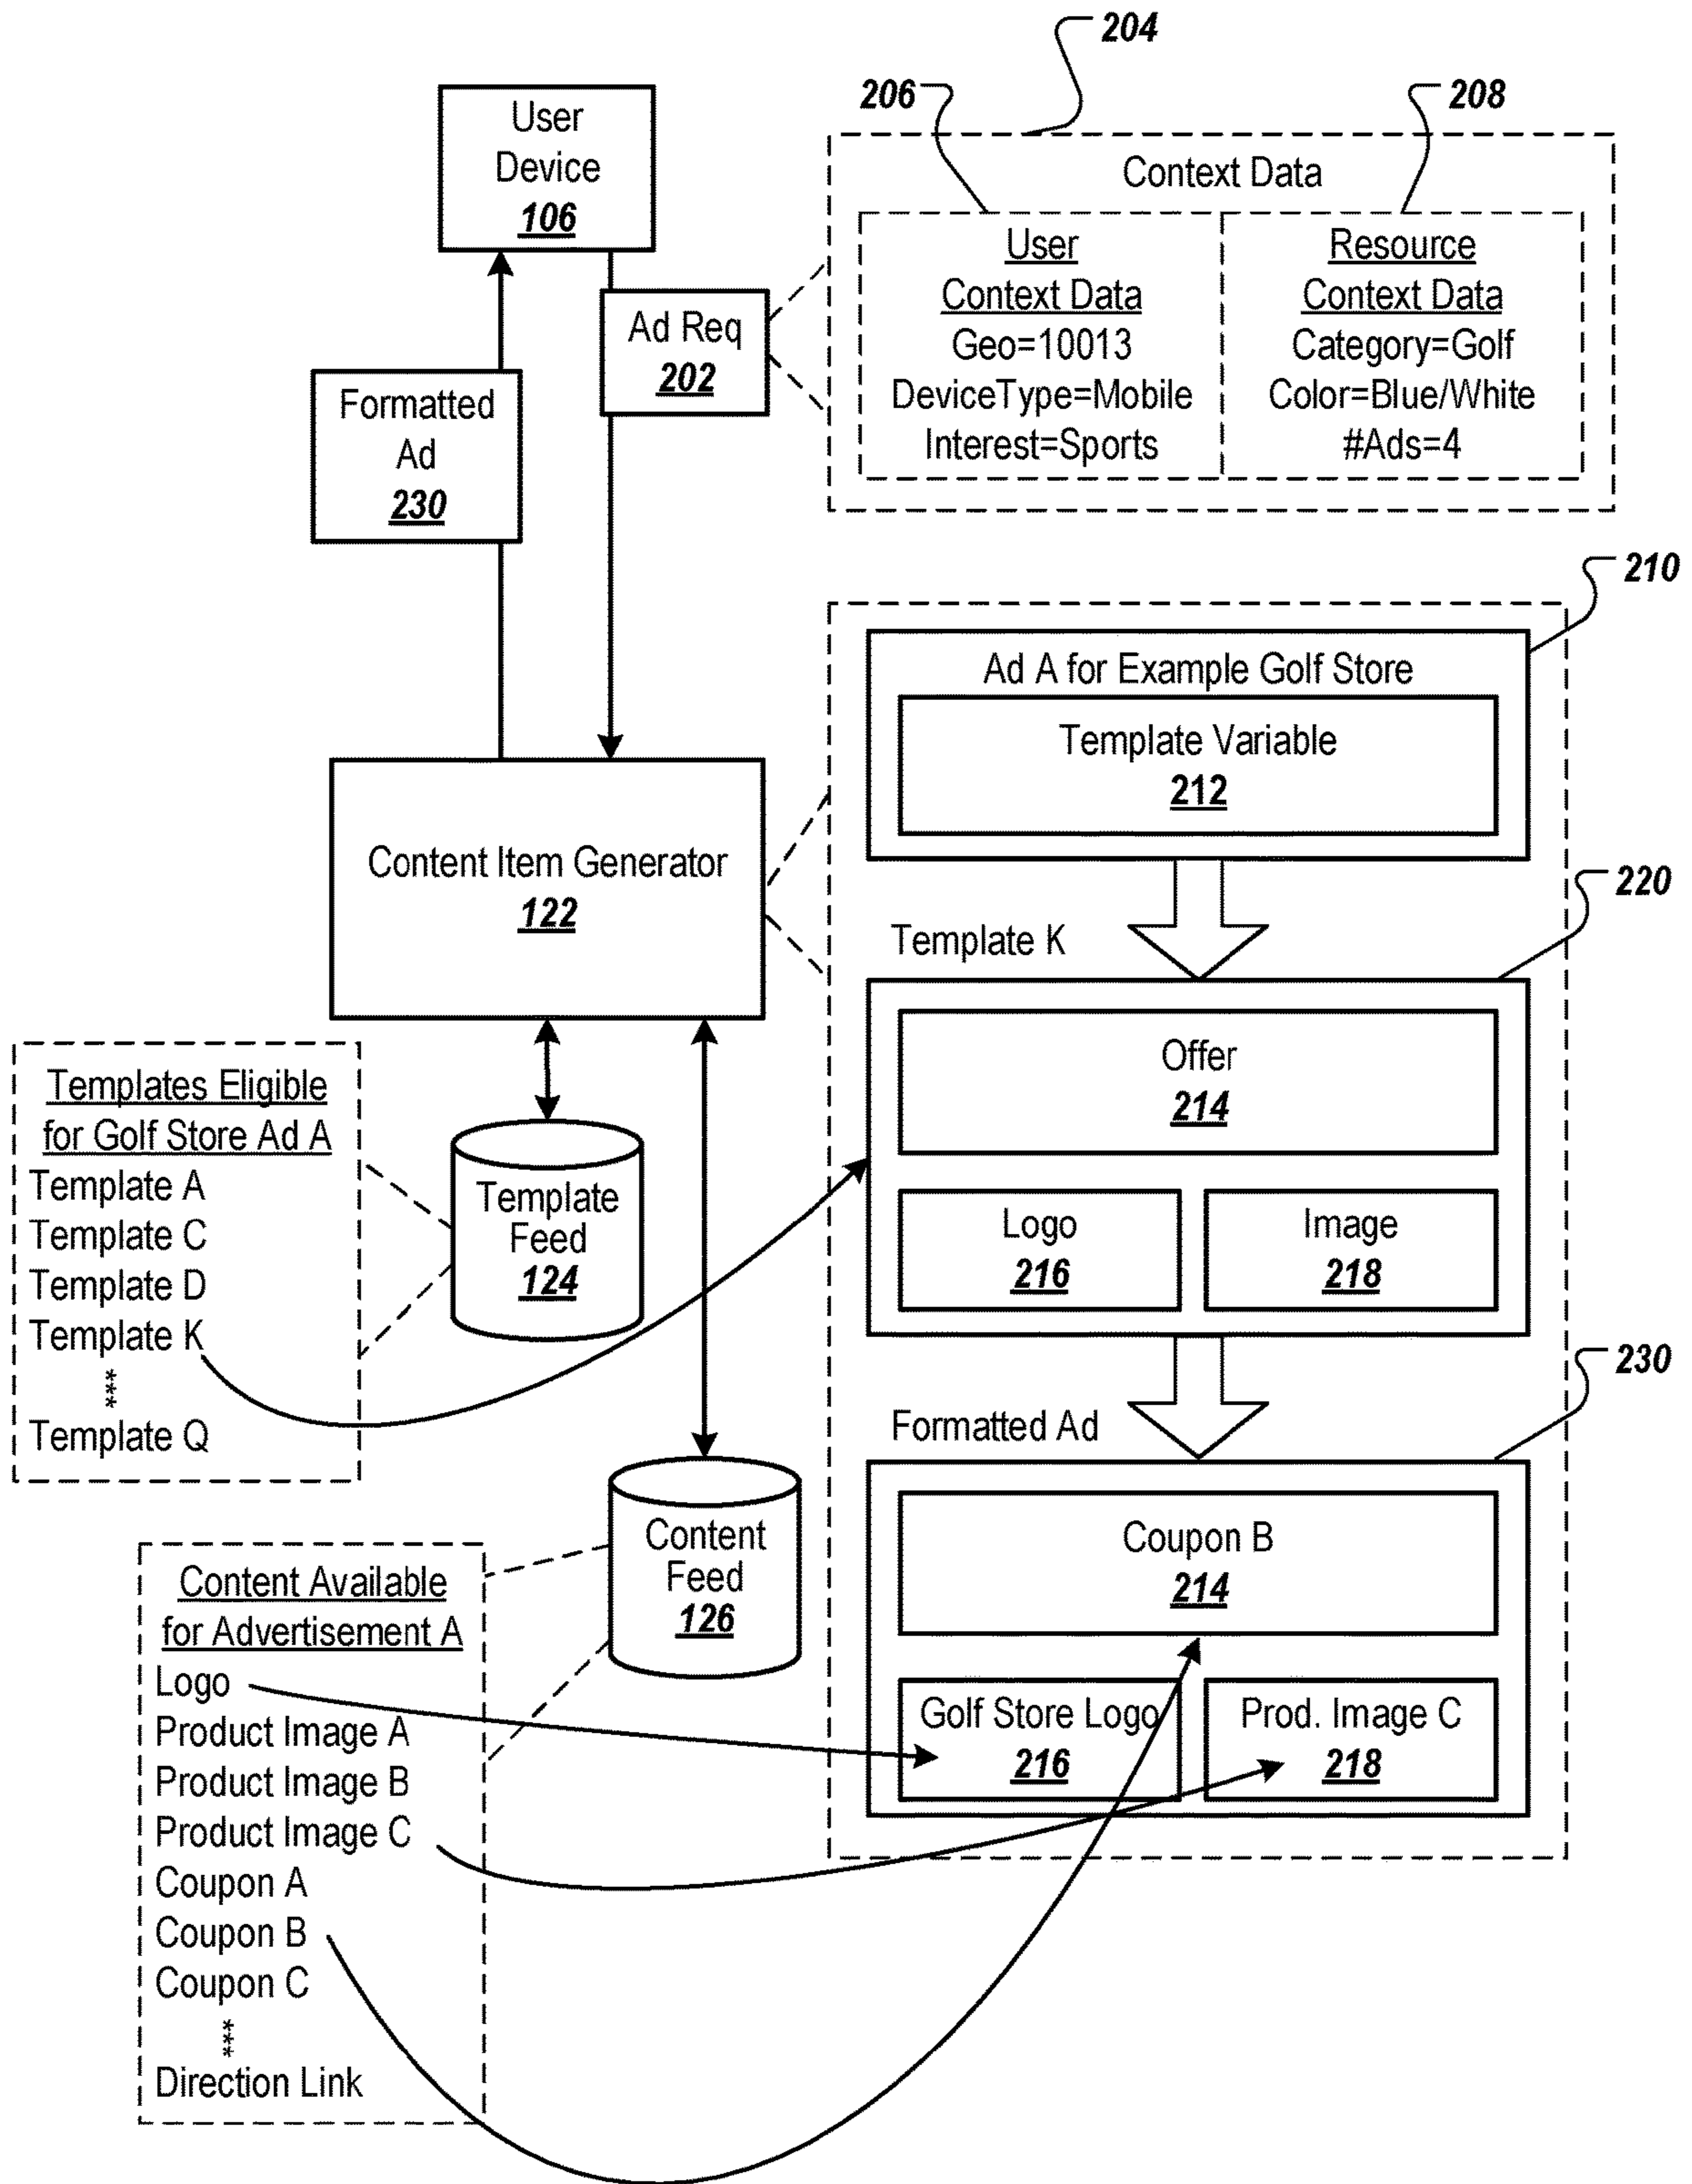 204
206
208
User
Device
106
Context Data
User
Context Data
Geo=10013
DeviceType=Mobile
Interest=Sports
Resource
Context Data
Category=Golf
Color=Blue/White
#Ads=4
Ad Req
202
Formatted
Ad
230
210
Ad A for Example Golf Store
Template Variable
212
Content Item Generator
122
220
Template K
Offer
214
Logo
216
Image
218
Templates Eligible
for Golf Store Ad A
Template A
Template C
Template D
Template K
***
Template Q
Template
Feed
124
230
Formatted Ad
Coupon B
214
Golf Store Logo
216
Prod. Image C
218
Content
Feed
126
Content Available
for Advertisement A
Logo
Product Image A
Product Image B
Product Image C
Coupon A
Coupon B
Coupon C
***
Direction Link